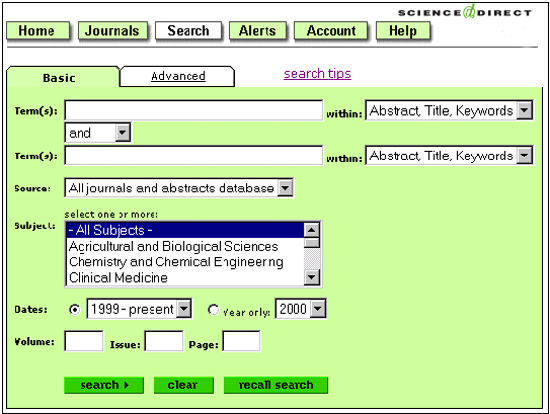 SCIENCE DIRECT
Home Journals Search Alerts Account Help
Basic Advanced search tips
Term(s): within: Abstract, Title, Keywords
and
Term(s): within: Abstract, Title, Keywords
Source: All journals and abstracts database
select one or more:
Subject: - All Subjects -
Agricultural and Biological Sciences
Chemistry and Chemical Engineering
Clinical Medicine
Dates: 1999 - present Year only: 2000
Volume: Issue: Page:
search clear recall search